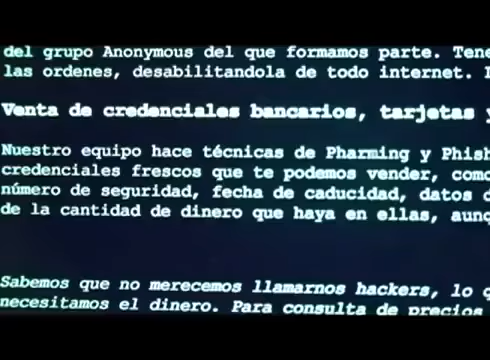 del grupo Anonymous del que formamos parte. Tene
las ordenes, desabilitandola de todo internet.
Venta de credenciales bancarios, tarjetas y
Nuestro equipo hace técnicas de Pharming y Phish
credenciales frescos que te podemos vender, como
número de seguridad, fecha de caducidad, datos
de la cantidad de dinero que haya en ellas, aunq
Sabemos que no merecemos llamarnos hackers, lo
necesitamos el dinero. Para consulta de precios